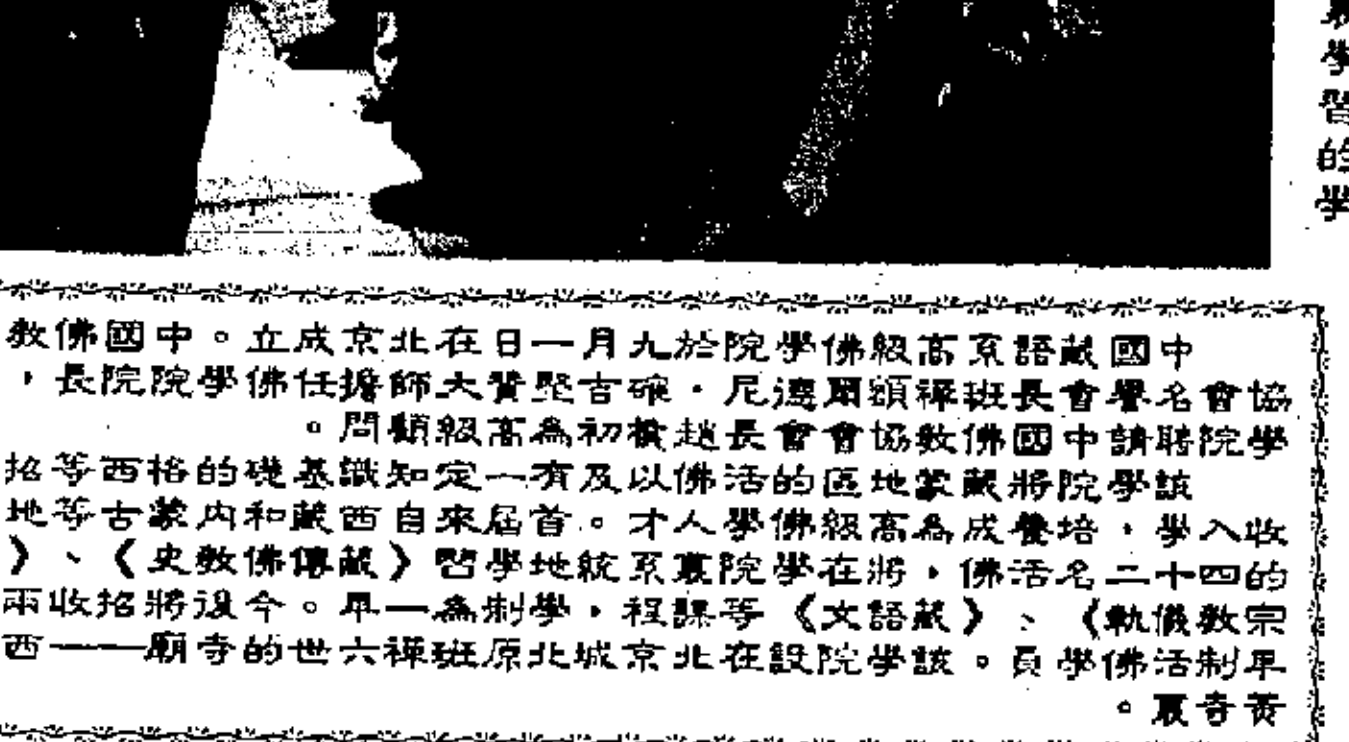 學習的學
中國藏語系高級佛學院於九月一日在北京成立。中國佛教
協會名譽會長班禪額爾德尼·確吉堅贊大師擔任佛學院院長，
學院聘請中國佛教協會會長趙樸初為高級顧問。
該學院將藏蒙地區的活佛以及有一定知識基礎的格西等招
收入學，培養成為高級佛學人才。首屆來自西藏和內蒙古等地
的四十二名活佛，將在學院裏系統地學習《藏傳佛教史》、《
宗教儀軌》、《藏語文》等課程，學制為一年。今後將招收兩
年制活佛學員。該學院設在北京城北原班禪六世的寺廟——西
黃寺裏。